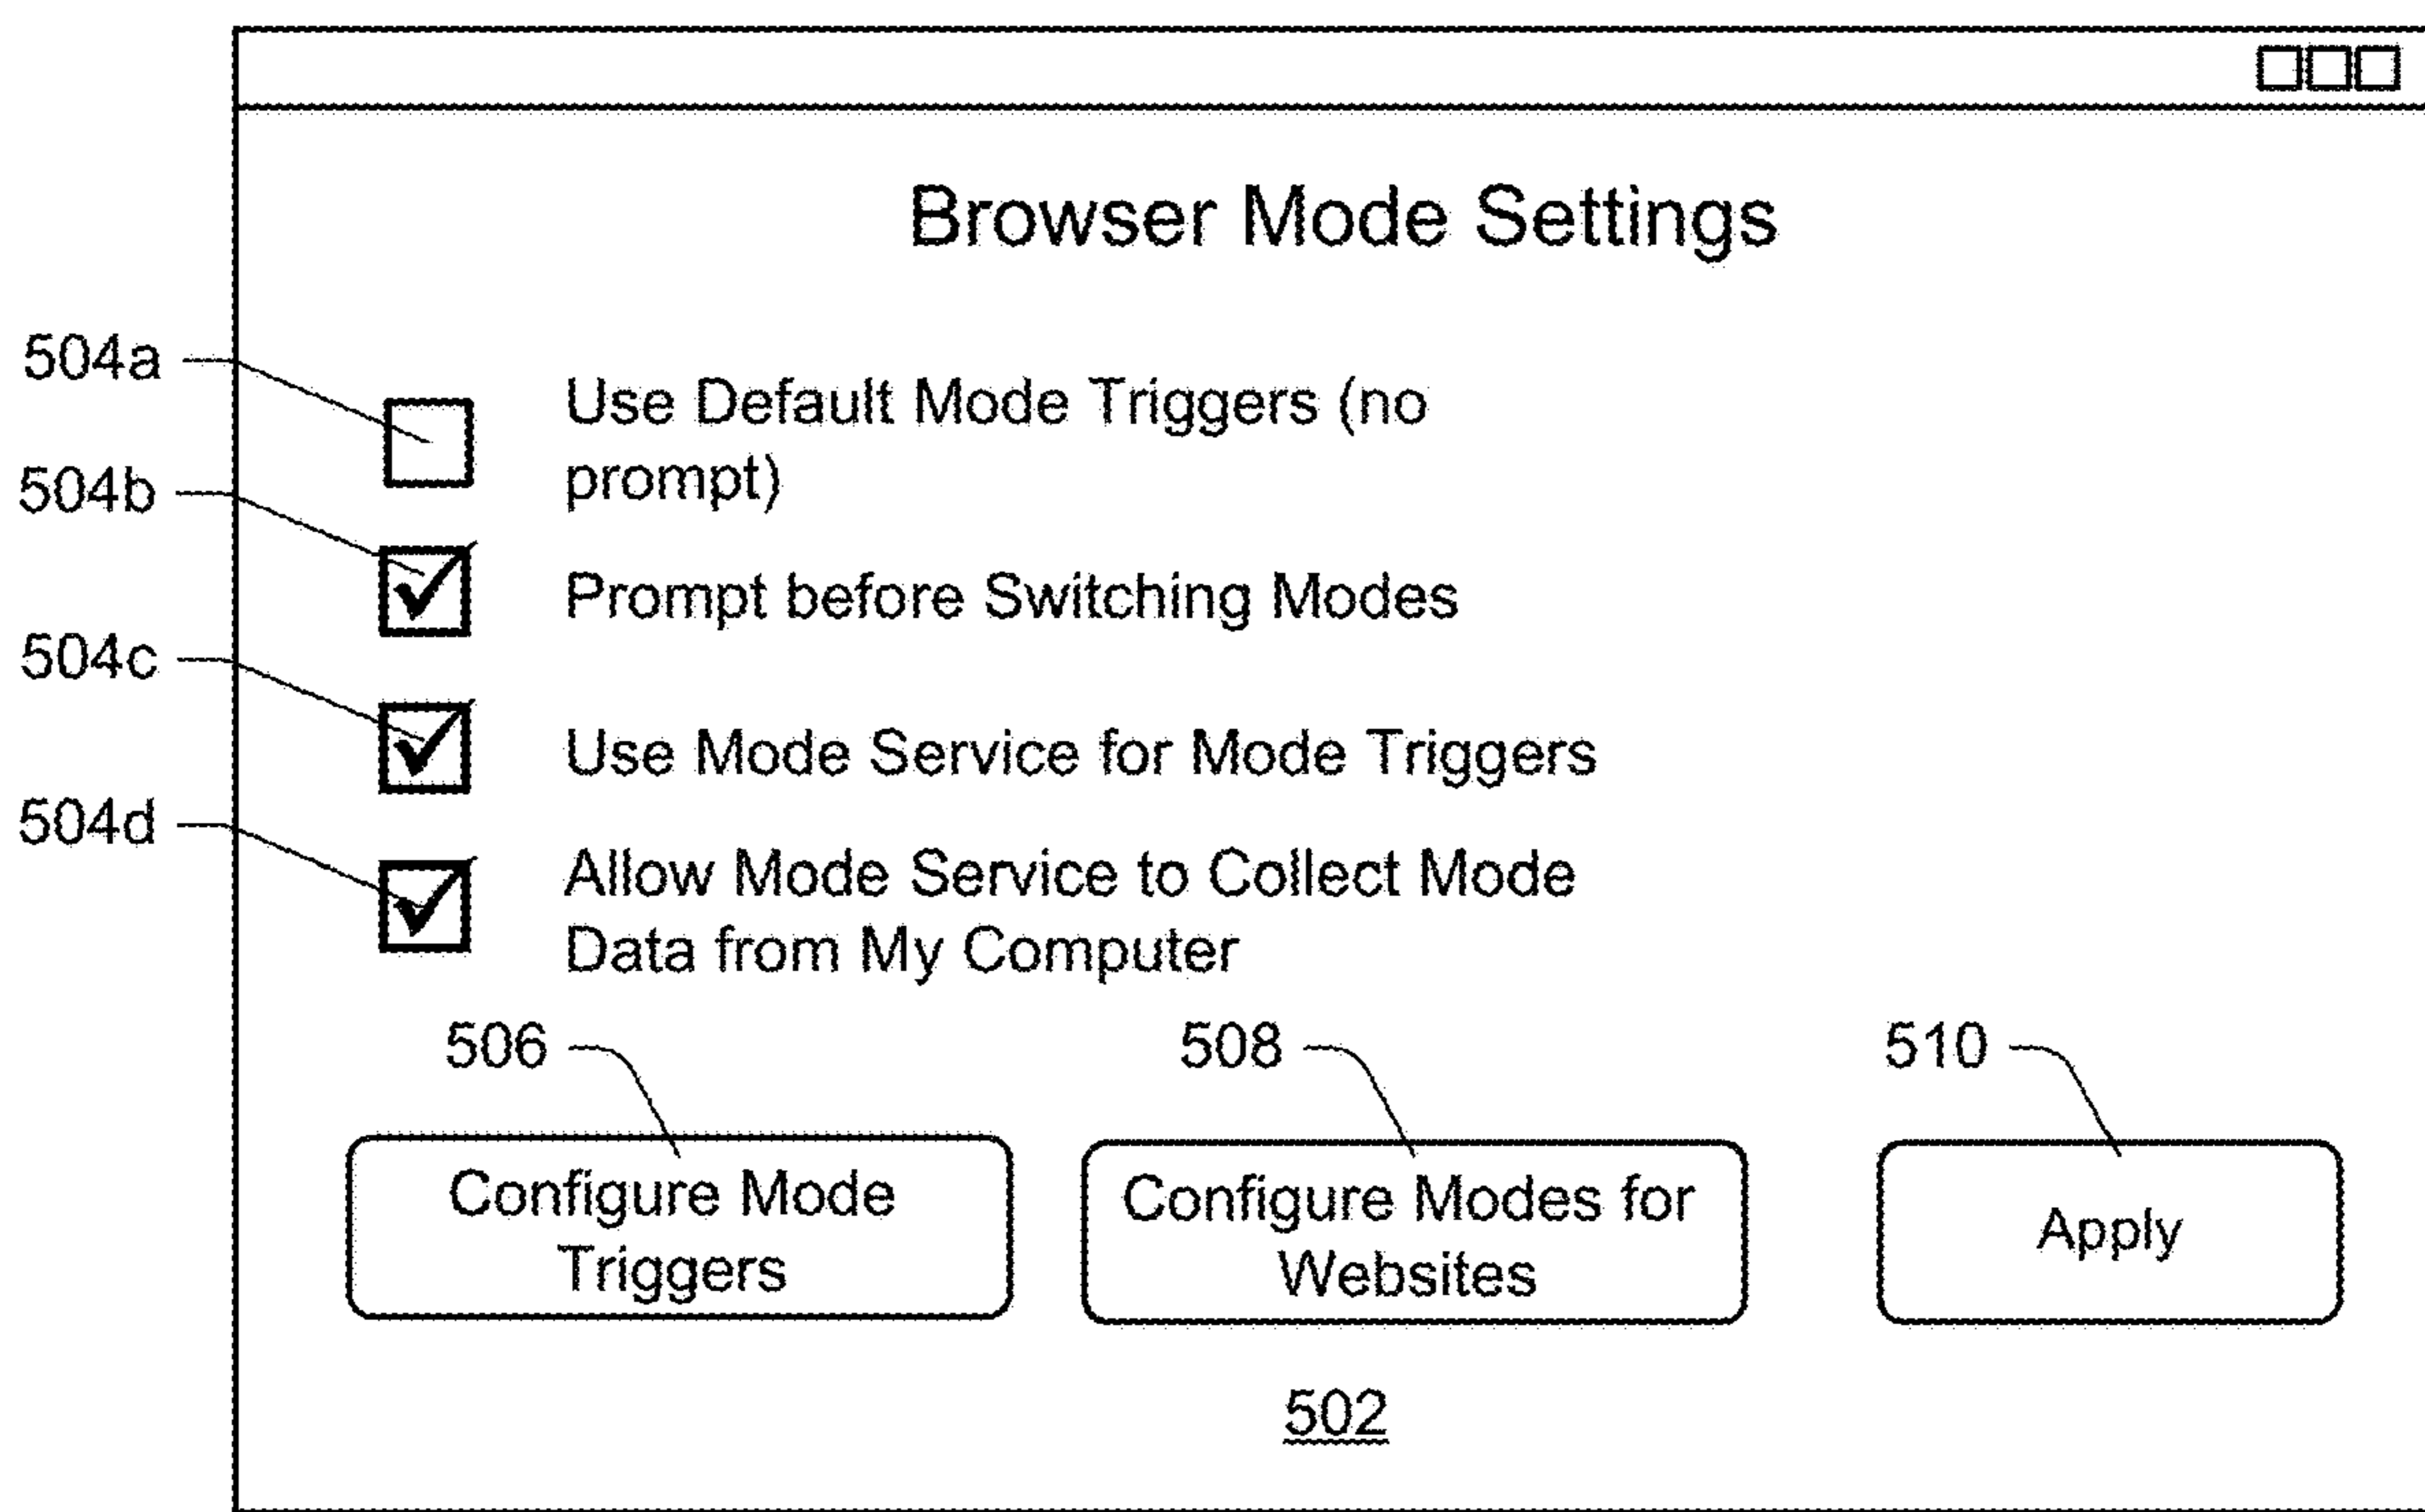 Browser Mode Settings
504a
Use Default Mode Triggers (no
prompt)
504b
Prompt before Switching Modes
504c
Use Mode Service for Mode Triggers
504d
Allow Mode Service to Collect Mode
Data from My Computer
506
508
510
Configure Mode
Triggers
Configure Modes for
Websites
Apply
502